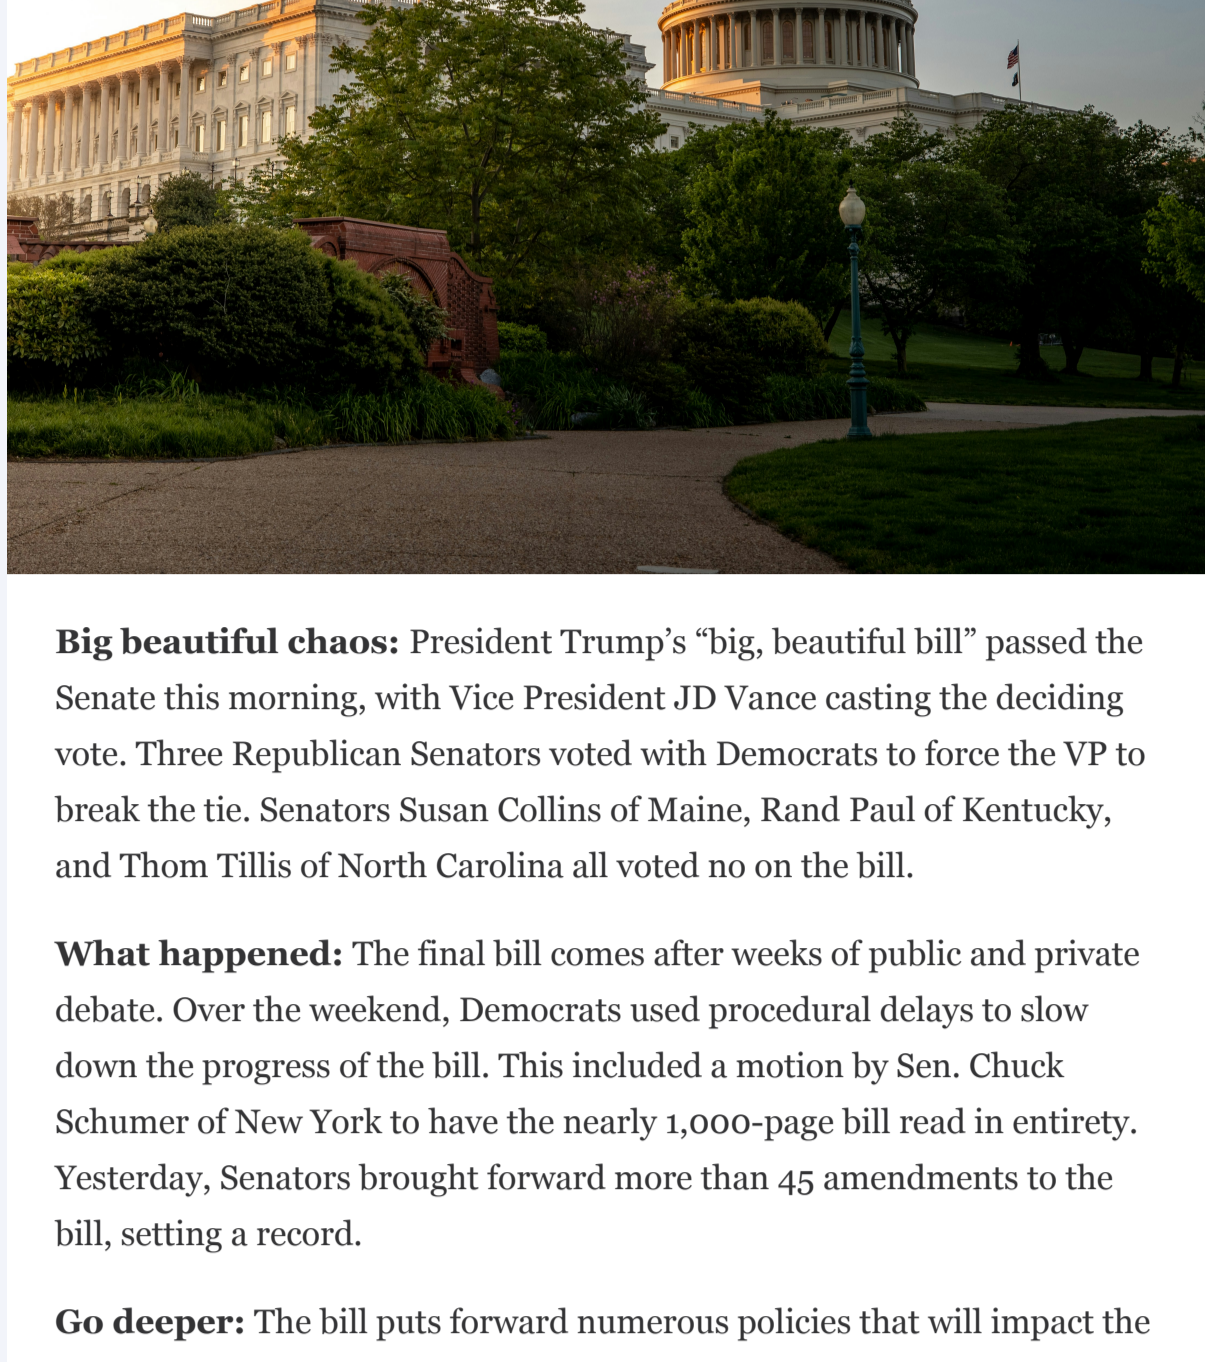 Big beautiful chaos: President Trump’s “big, beautiful bill” passed the
Senate this morning, with Vice President JD Vance casting the deciding
vote. Three Republican Senators voted with Democrats to force the VP to
break the tie. Senators Susan Collins of Maine, Rand Paul of Kentucky,
and Thom Tillis of North Carolina all voted no on the bill.
What happened: The final bill comes after weeks of public and private
debate. Over the weekend, Democrats used procedural delays to slow
down the progress of the bill. This included a motion by Sen. Chuck
Schumer of New York to have the nearly 1,000-page bill read in entirety.
Yesterday, Senators brought forward more than 45 amendments to the
bill, setting a record.
Go deeper: The bill puts forward numerous policies that will impact the